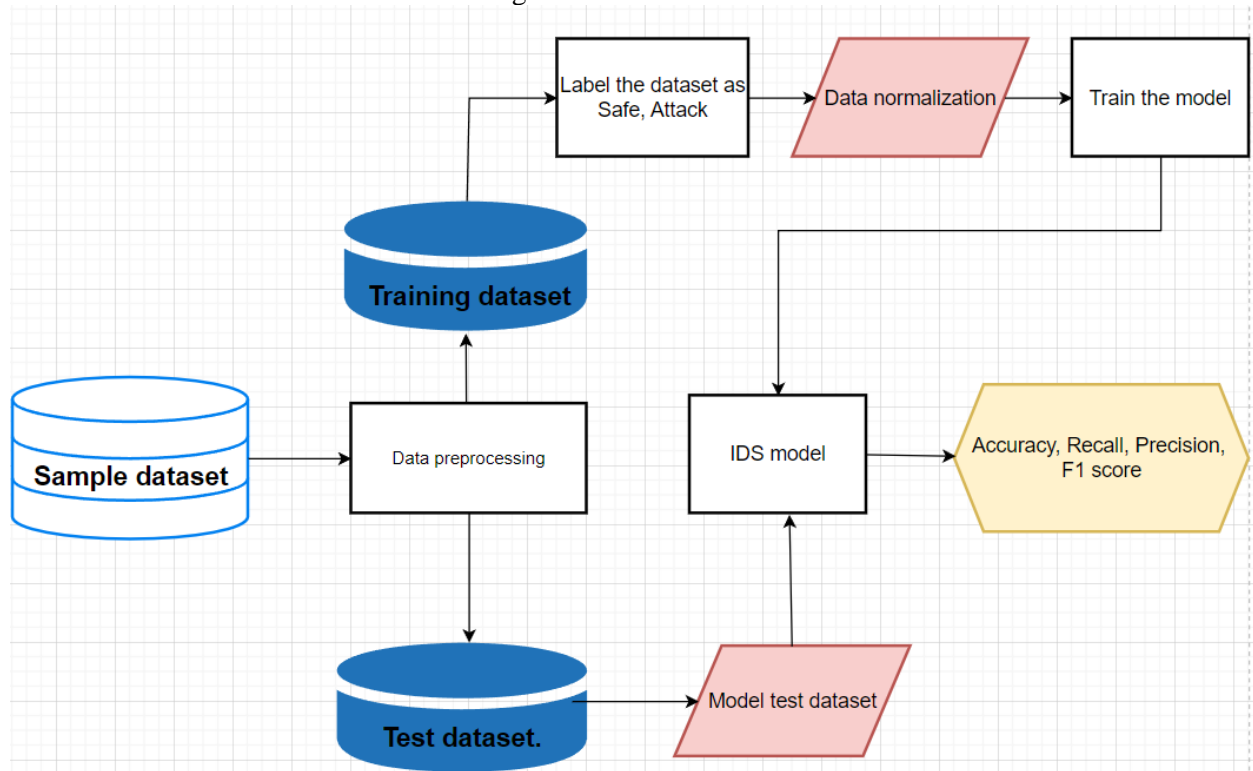 Label the dataset as
Safe, Attack
Data normalization
Train the model
Training dataset
Sample dataset
Data preprocessing
IDS model
Accuracy, Recall, Precision,
F1 score
Model test dataset
Test dataset.